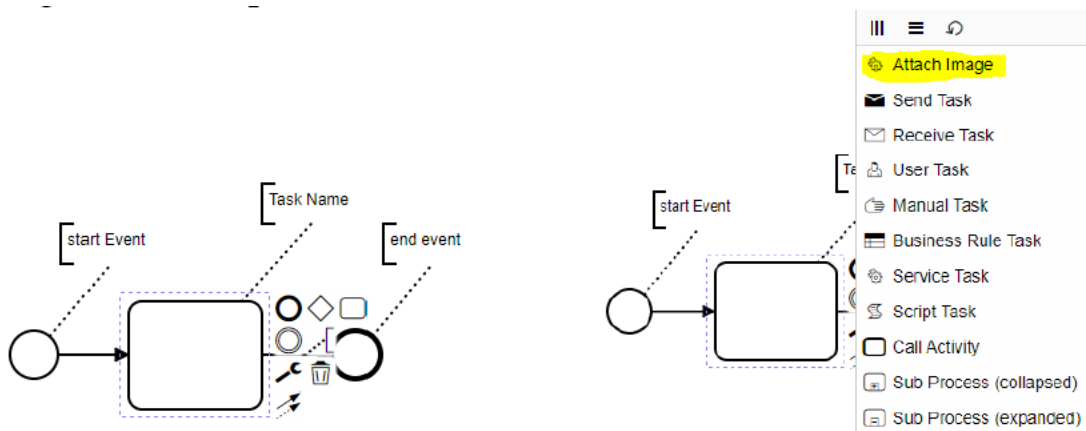 Task Name
start Event
end event
Attach Image
Send Task
Receive Task
User Task
Manual Task
Business Rule Task
Service Task
Script Task
Call Activity
Sub Process (collapsed)
Sub Process (expanded)
start Event